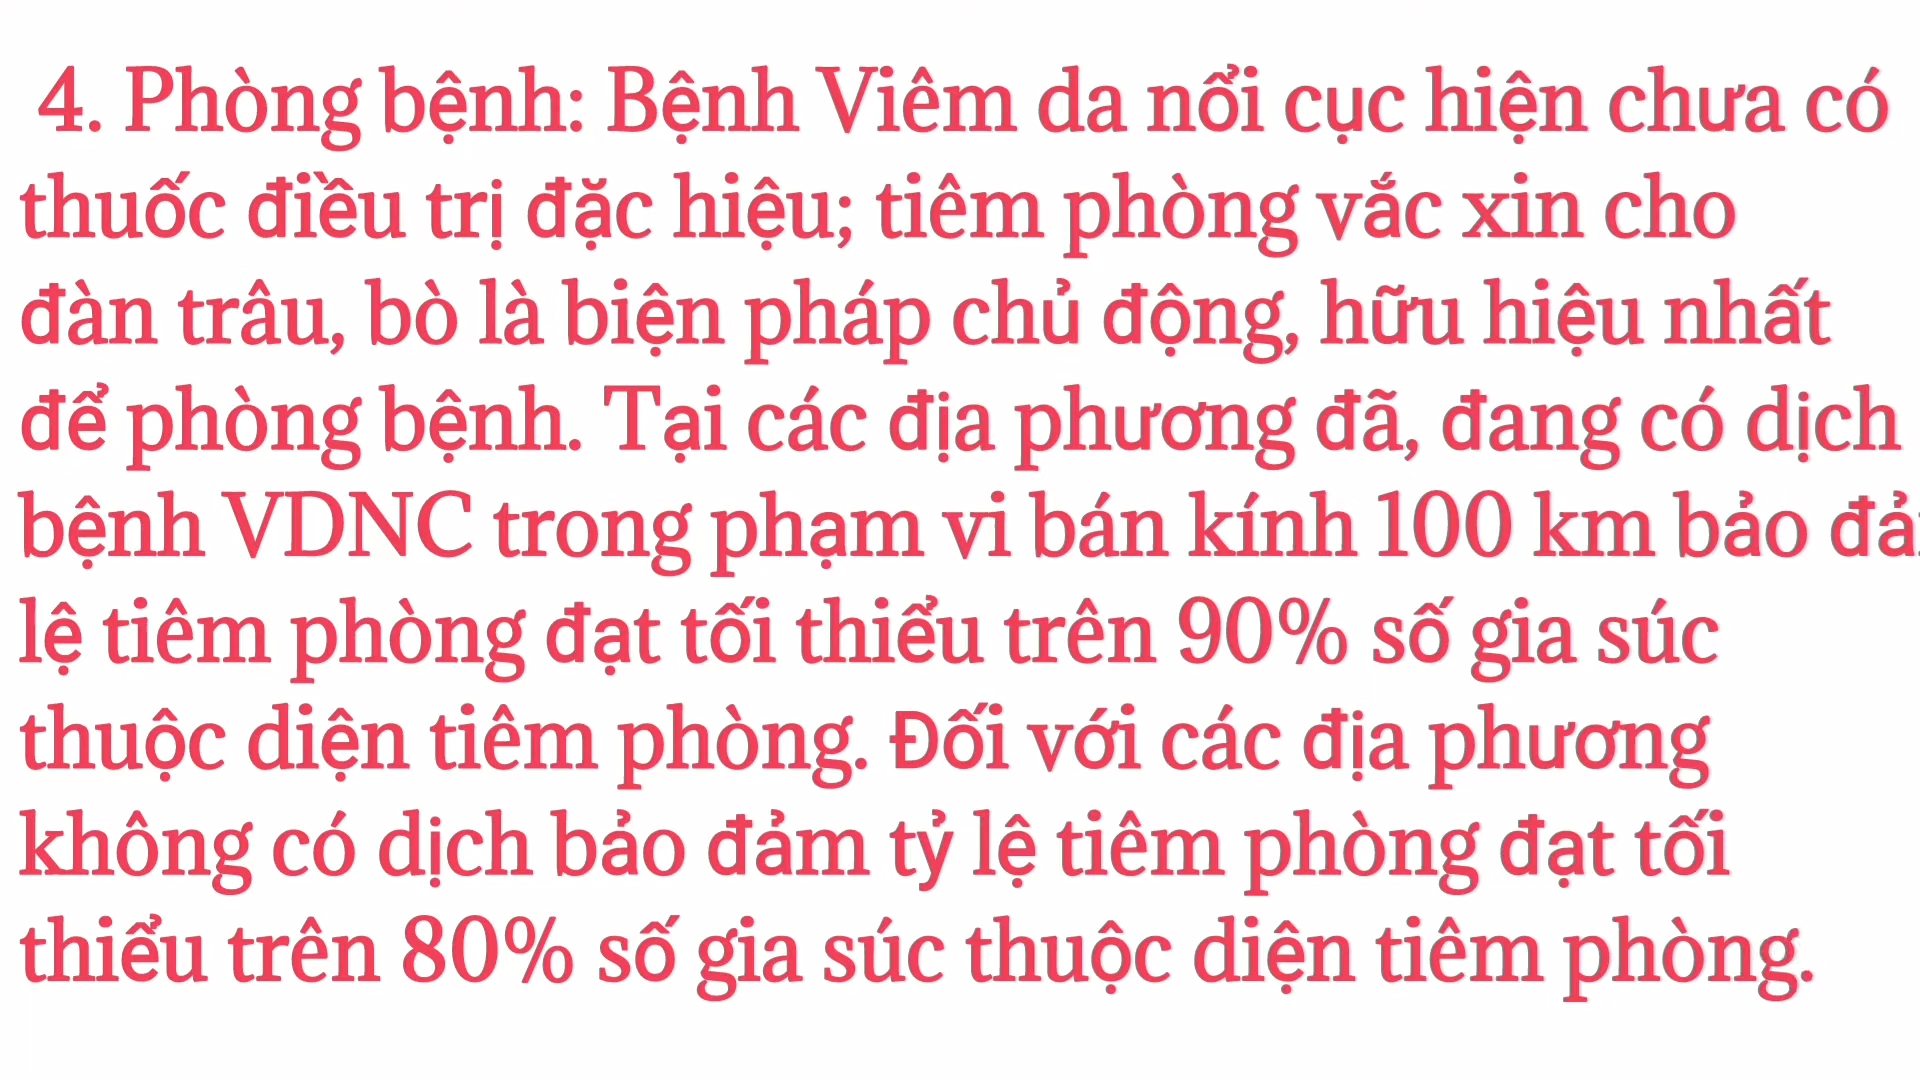 4. Phòng bệnh: Bệnh Viêm da nổi cục hiện chưa có
thuốc điều trị đặc hiệu; tiêm phòng vắc xin cho
đàn trâu, bò là biện pháp chủ động, hữu hiệu nhất
để phòng bệnh. Tại các địa phương đã, đang có dịch
bệnh VDNC trong phạm vi bán kính 100 km bảo
lệ tiêm phòng đạt tối thiểu trên 90% số gia súc
thuộc diện tiêm phòng. Đối với các địa phương
không có dịch bảo đảm tỷ lệ tiêm phòng đạt tối
thiểu trên 80% số gia súc thuộc diện tiêm phòng.